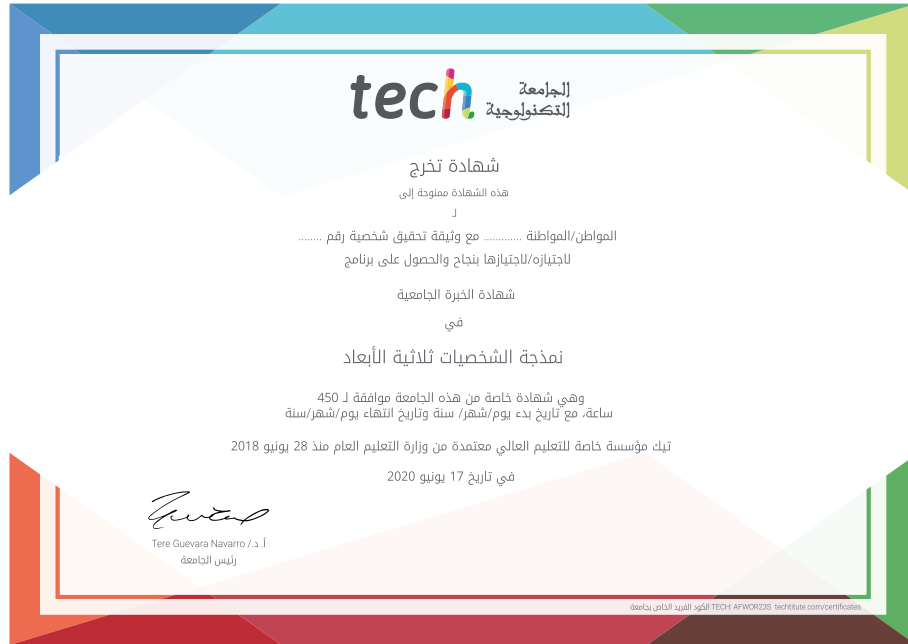 tech الجامعة
التكنولوجية
شهادة تخرج
هذه الشهادة ممنوحة إلى
لـ
المواطن/المواطنة ............. مع وثيقة تحقيق شخصية رقم ........
لاجتيازه/لاجتيازها بنجاح والحصول على برنامج
شهادة الخبرة الجامعية
في
نمذجة الشخصيات ثلاثية الأبعاد
وهي شهادة خاصة من هذه الجامعة موافقة لـ 450
ساعة، مع تاريخ بدء يوم/شهر/ سنة وتاريخ انتهاء يوم/شهر/سنة
تيك مؤسسة خاصة للتعليم العالي معتمدة من وزارة التعليم العام منذ 28 يونيو 2018
في تاريخ 17 يونيو 2020
أ. د./ Tere Guevara Navarro
رئيس الجامعة
الكود الفريد الخاص بجامعة TECH: AFWOR23S techtitute.com/certificates